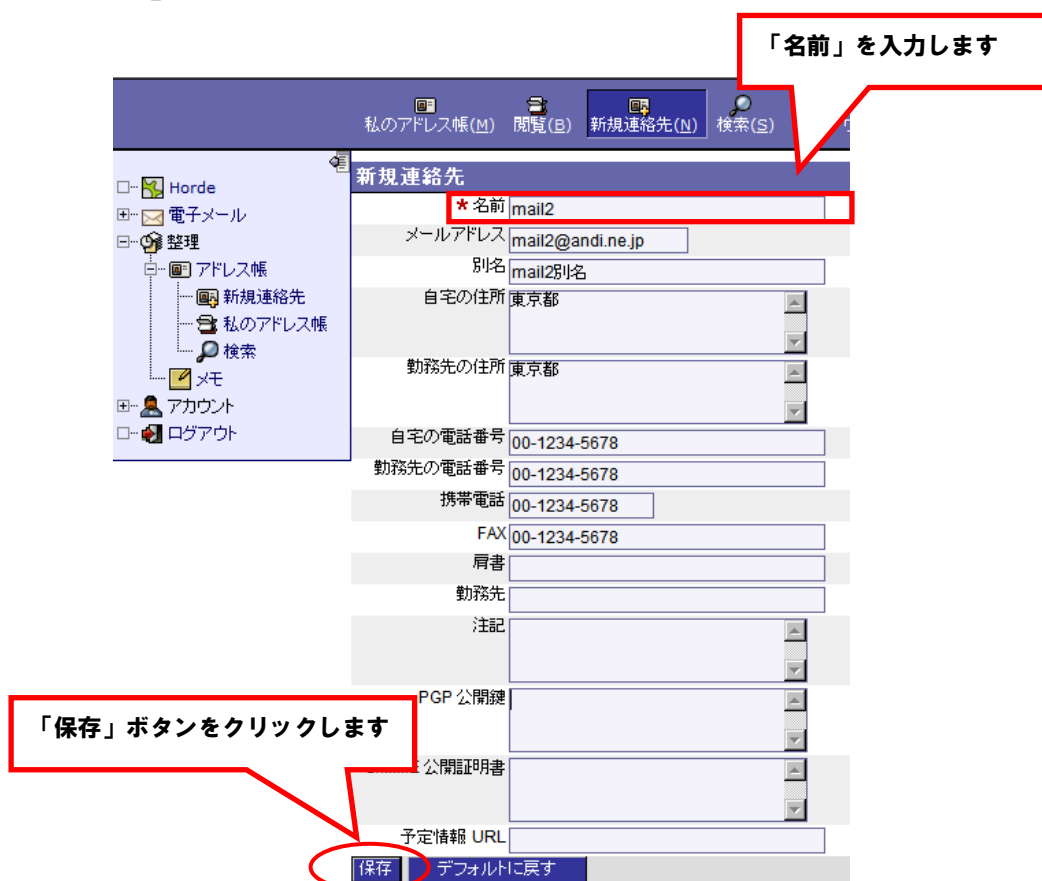 「名前」を入力します
私のアドレス帳(M) 閲覧(B) 新規連絡先(N) 検索(S)
Horde
電子メール
整理
アドレス帳
新規連絡先
私のアドレス帳
検索
メモ
アカウント
ログアウト
新規連絡先
★名前 mail2
メールアドレス mail2@andi.ne.jp
別名 mail2別名
自宅の住所 東京都
勤務先の住所 東京都
自宅の電話番号 00-1234-5678
勤務先の電話番号 00-1234-5678
携帯電話 00-1234-5678
FAX 00-1234-5678
肩書
勤務先
注記
PGP 公開鍵
「保存」ボタンをクリックします
公開証明書
予定情報 URL
保存 デフォルトに戻す